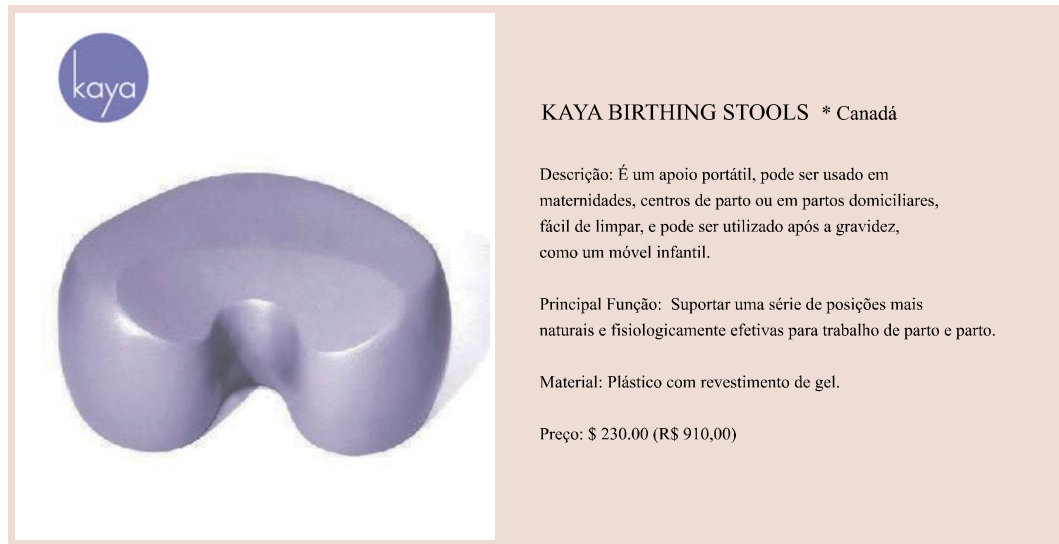 kaya
KAYA BIRTHING STOOLS * Canadá
Descrição: É um apoio portátil, pode ser usado em
maternidades, centros de parto ou em partos domiciliares,
fácil de limpar, e pode ser utilizado após a gravidez,
como um móvel infantil.
Principal Função: Suportar uma série de posições mais
naturais e fisiologicamente efetivas para trabalho de parto e parto.
Material: Plástico com revestimento de gel.
Preço: $ 230.00 (R$ 910,00)